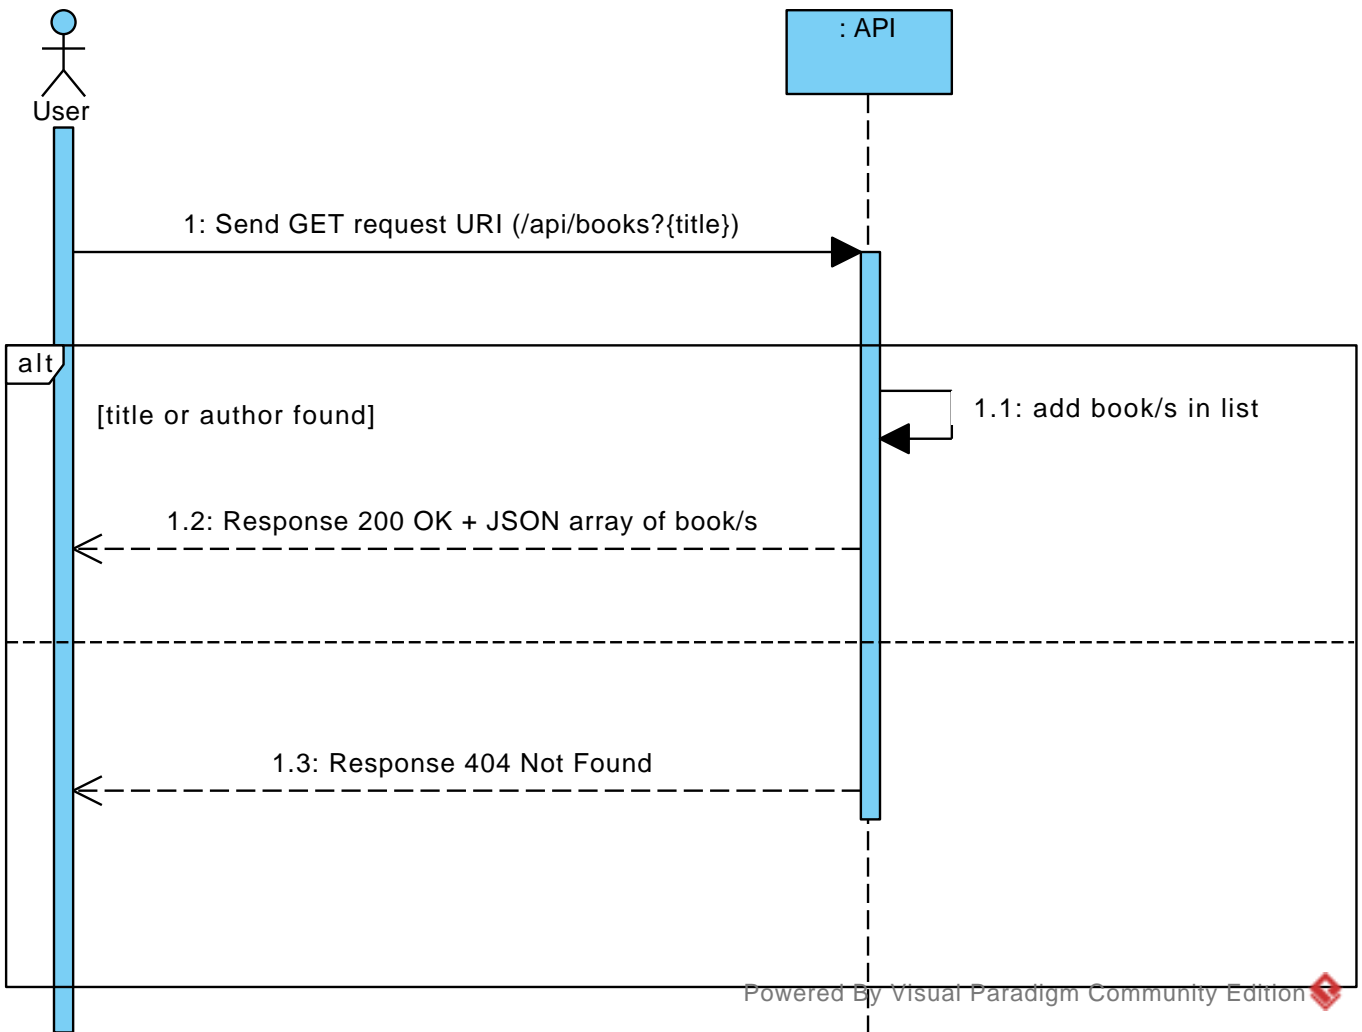 : API
User
1: Send GET request URI (/api/books?{title})
alt
[title or author found]
1.1: add book/s in list
1.2: Response 200 OK + JSON array of book/s
1.3: Response 404 Not Found
Powered By Visual Paradigm Community Edition